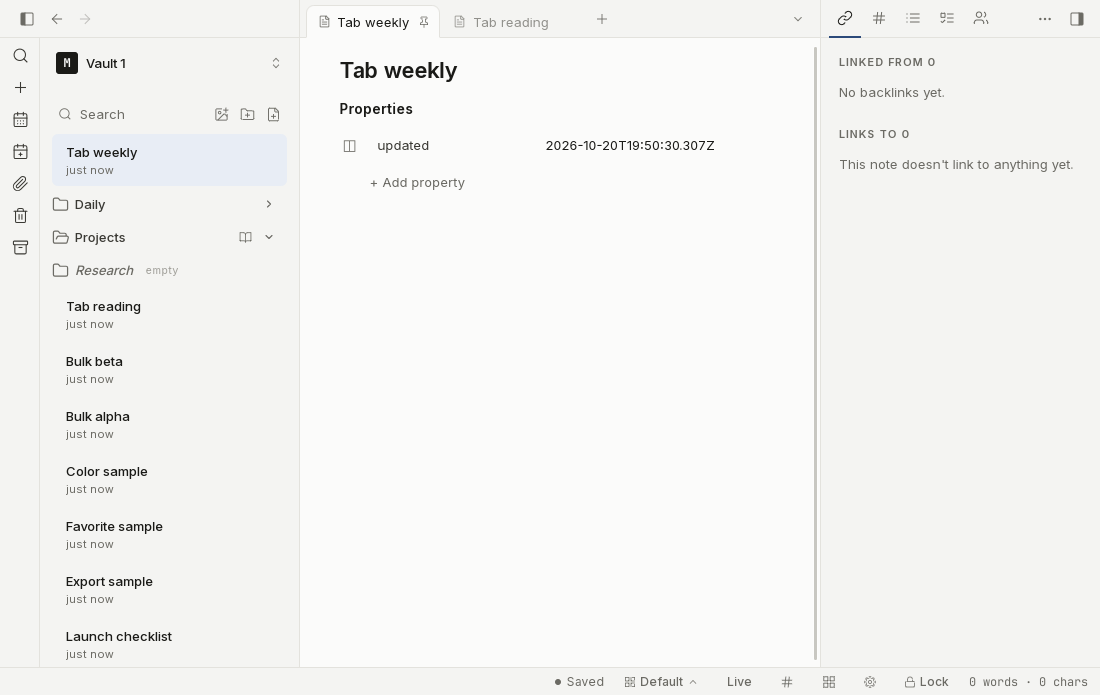 Tab weekly
Tab reading
M
Vault 1
Search
Tab weekly
just now
Daily
Projects
Research empty
Tab reading
just now
Bulk beta
just now
Bulk alpha
just now
Color sample
just now
Favorite sample
just now
Export sample
just now
Launch checklist
just now
Tab weekly
Properties
updated 2026-10-20T19:50:30.307Z
+ Add property
LINKED FROM 0
No backlinks yet.
LINKS TO 0
This note doesn't link to anything yet.
Saved
Default
Live
Lock
0 words · 0 chars